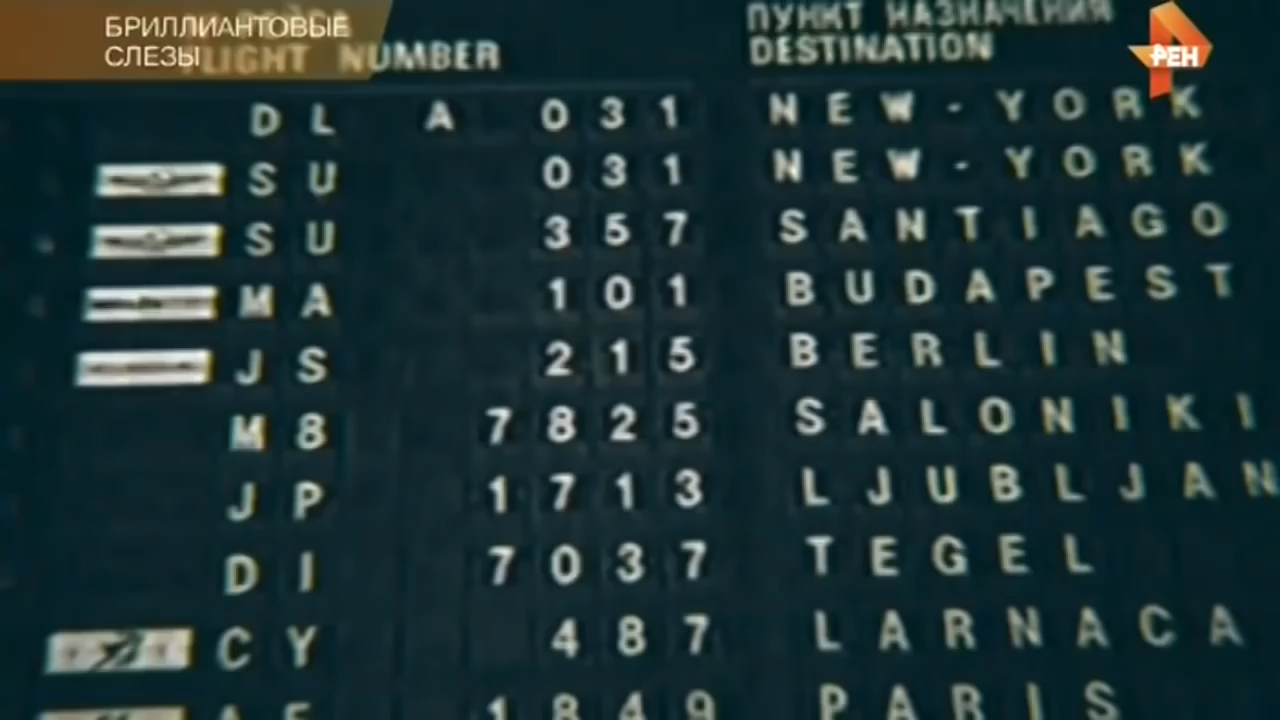 БРИЛЛИАНТОВЫЕ
СЛЕЗЫ
РЕН
FLIGHT NUMBER
ПУНКТ НАЗНАЧЕНИЯ
DESTINATION
DL A 031 NEW-YORK
SU 031 NEW-YORK
SU 357 SANTIAGO
MA 101 BUDAPEST
JS 215 BERLIN
M8 7825 SALONIKI
JP 1713 LJUBLJAN
DI 7037 TEGEL
CY 487 LARNACA
AF 1849 PARIS